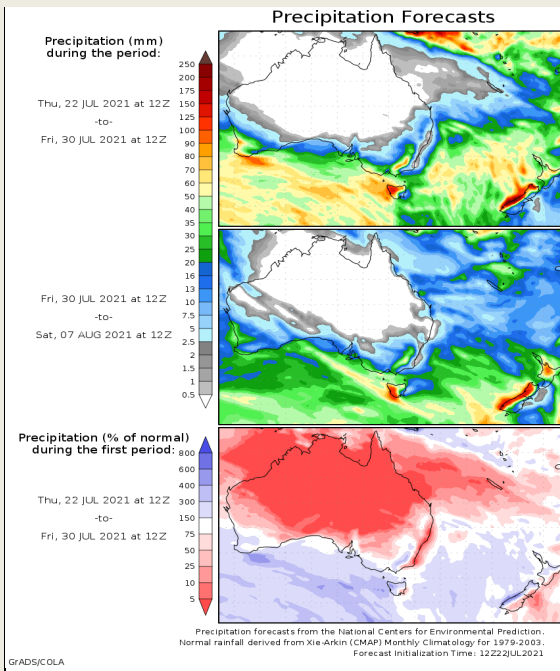 Precipitation Forecasts
Precipitation (mm)
during the period:
Thu, 22 JUL 2021 at 12Z
-to-
Fri, 30 JUL 2021 at 12Z
250
200
175
150
125
100
90
80
70
60
50
40
35
30
25
20
16
13
10
7.5
5
2.5
2
1.5
1
0.5
Fri, 30 JUL 2021 at 12Z
-to-
Sat, 07 AUG 2021 at 12Z
Precipitation (% of normal)
during the first period:
Thu, 22 JUL 2021 at 12Z
-to-
Fri, 30 JUL 2021 at 12Z
800
600
400
300
150
75
50
25
10
5
Precipitation forecasts from the National Centers for Environmental Prediction.
Normal rainfall derived from Xie-Arkin (CMAP) Monthly Climatology for 1979-2003.
Forecast Initialization Time: 12Z22JUL2021
GrADS/COLA